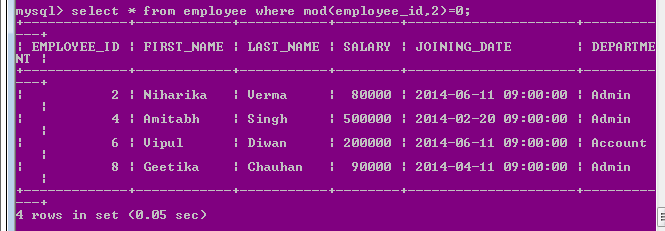 mysql> select * from employee where mod(employee_id,2)=0;
+-------------+------------+-----------+--------+---------------------+---------
---+
¦ EMPLOYEE_ID ¦ FIRST_NAME ¦ LAST_NAME ¦ SALARY ¦ JOINING_DATE        ¦ DEPARTME
NT ¦
+-------------+------------+-----------+--------+---------------------+---------
---+
¦           2 ¦ Niharika   ¦ Verma     ¦  80000 ¦ 2014-06-11 09:00:00 ¦ Admin
   ¦
¦           4 ¦ Amitabh    ¦ Singh     ¦ 500000 ¦ 2014-02-20 09:00:00 ¦ Admin
   ¦
¦           6 ¦ Vipul      ¦ Diwan     ¦ 200000 ¦ 2014-06-11 09:00:00 ¦ Account
   ¦
¦           8 ¦ Geetika    ¦ Chauhan   ¦  90000 ¦ 2014-04-11 09:00:00 ¦ Admin
   ¦
+-------------+------------+-----------+--------+---------------------+---------
---+
4 rows in set (0.05 sec)